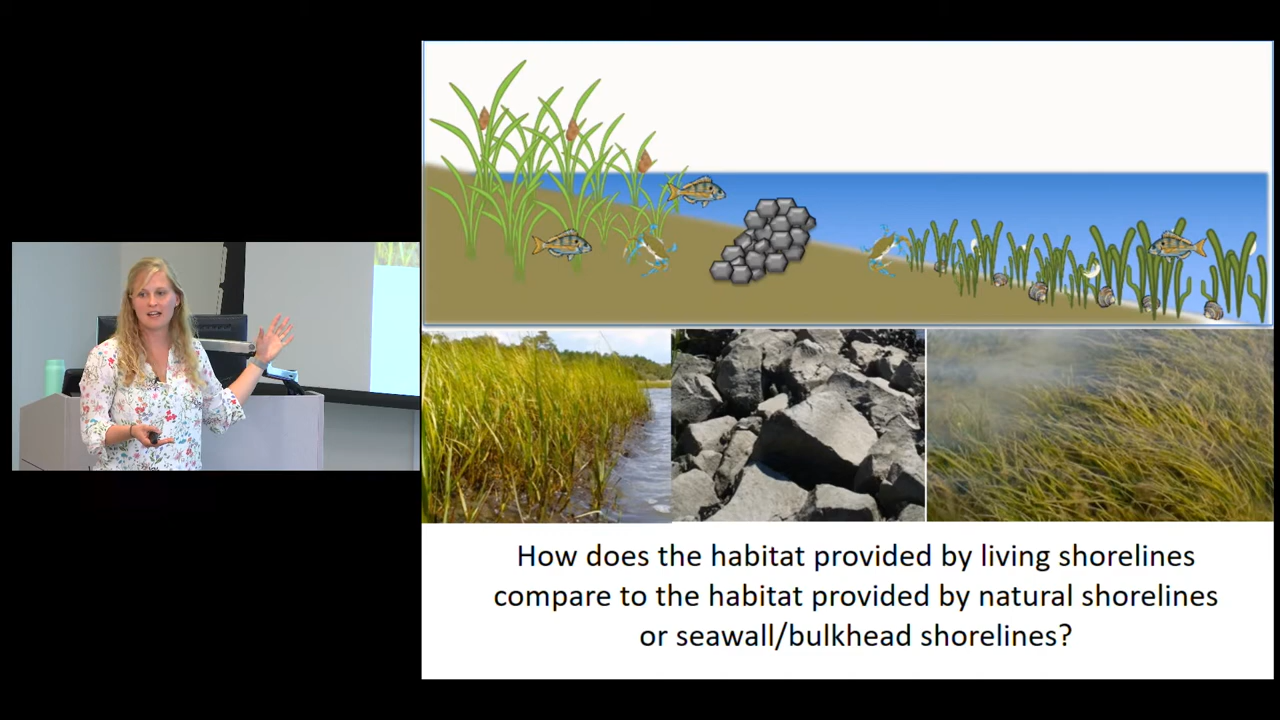 How does the habitat provided by living shorelines
compare to the habitat provided by natural shorelines
or seawall/bulkhead shorelines?